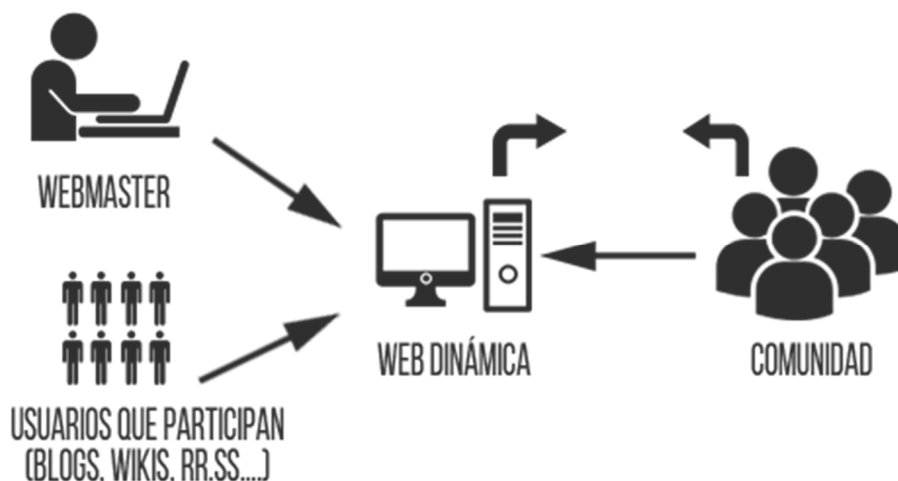 WEBMASTER
USUARIOS QUE PARTICIPAN
(BLOGS, WIKIS, RR.SS....)
WEB DINÁMICA
COMUNIDAD